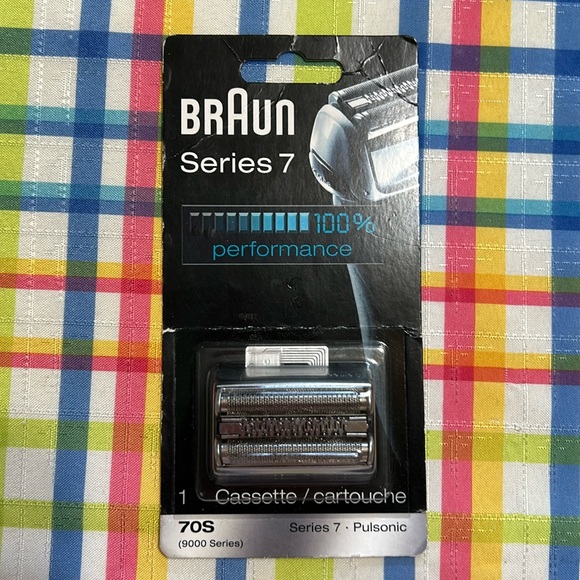 BRAUN
Series 7
100%
performance
1 Cassette / cartouche
70S
Series 7 · Pulsonic
(9000 Series)